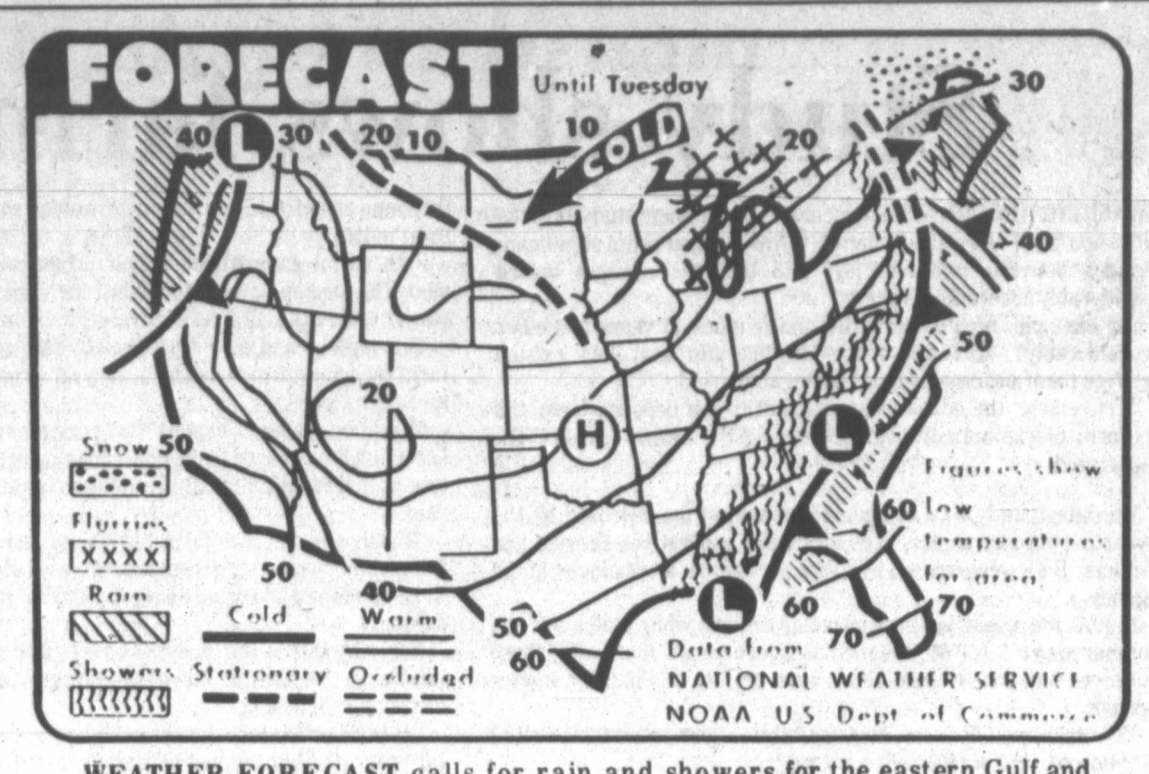 FORECAST
Until Tuesday
40 L 30 20 10
10
COLD
20
30
40
50
20
H
L
50
Snow
Flurries
XXXX
Rain
Showers
50
Cold
Stationary
40
Warm
Occluded
50
60
L
60
60
70
70
Figures show
Low
Temperatures
for area
Data from
NATIONAL WEATHER SERVICE
NOAA US Dept of Commerce
WEATHER FORECAST calls for rain and showers for the eastern Gulf and